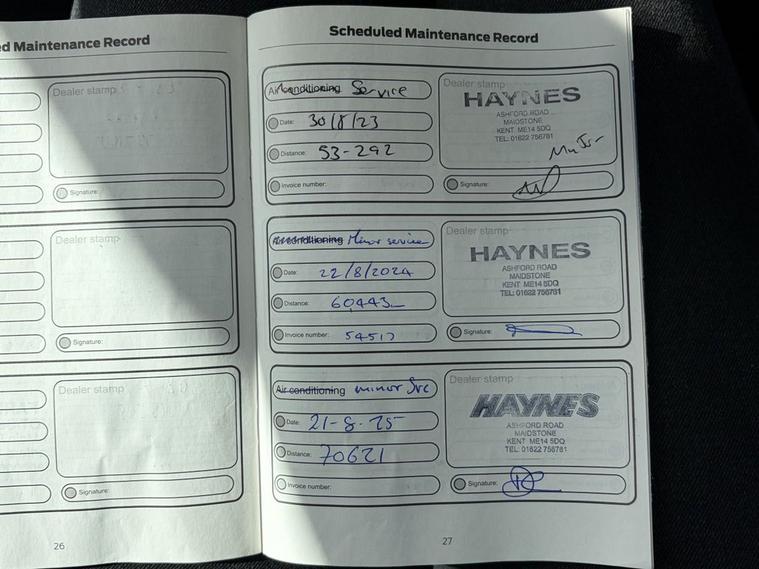 d Maintenance Record
Dealer stamp
Signature:
Dealer stamp
Signature:
Dealer stamp
Signature:
26
Scheduled Maintenance Record
Air conditioning Service
Date: 30/8/23
Distance: 53-292
Invoice number:
Dealer stamp
HAYNES
ASHFORD ROAD
MAIDSTONE
KENT ME14 5DQ
TEL: 01622 756781
Signature:
Air conditioning Minor service
Date: 22/8/2024
Distance: 60443
Invoice number: 54517
Dealer stamp
HAYNES
ASHFORD ROAD
MAIDSTONE
KENT ME14 5DQ
TEL: 01622 756781
Signature:
Air conditioning minor Svc
Date: 21-8-25
Distance: 70621
Invoice number:
Dealer stamp
HAYNES
ASHFORD ROAD
MAIDSTONE
KENT ME14 5DQ
TEL: 01622 756781
Signature:
27